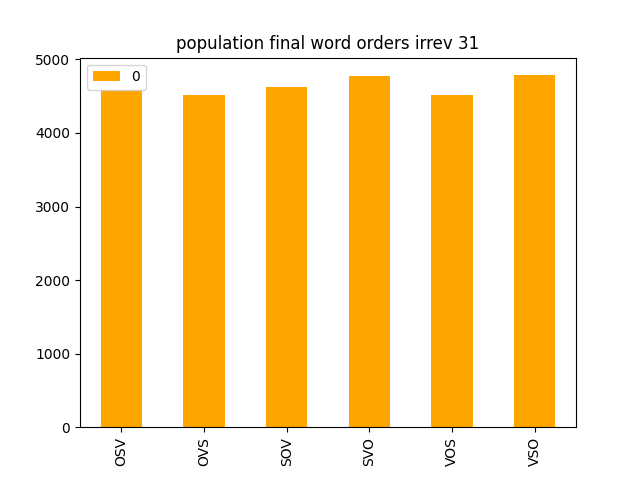 population final word orders irrev 31
0
5000
4000
3000
2000
1000
0
OSV
OVS
SOV
SVO
VOS
VSO